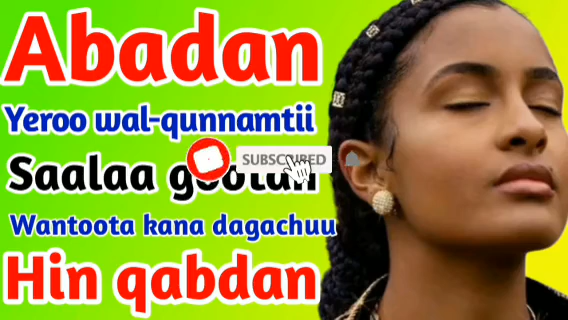 Abadan
Yeroo wal-qunnamtii
Saalaa
SUBSCRIBED
Wantoota kana dagachuu
Hin qabdan